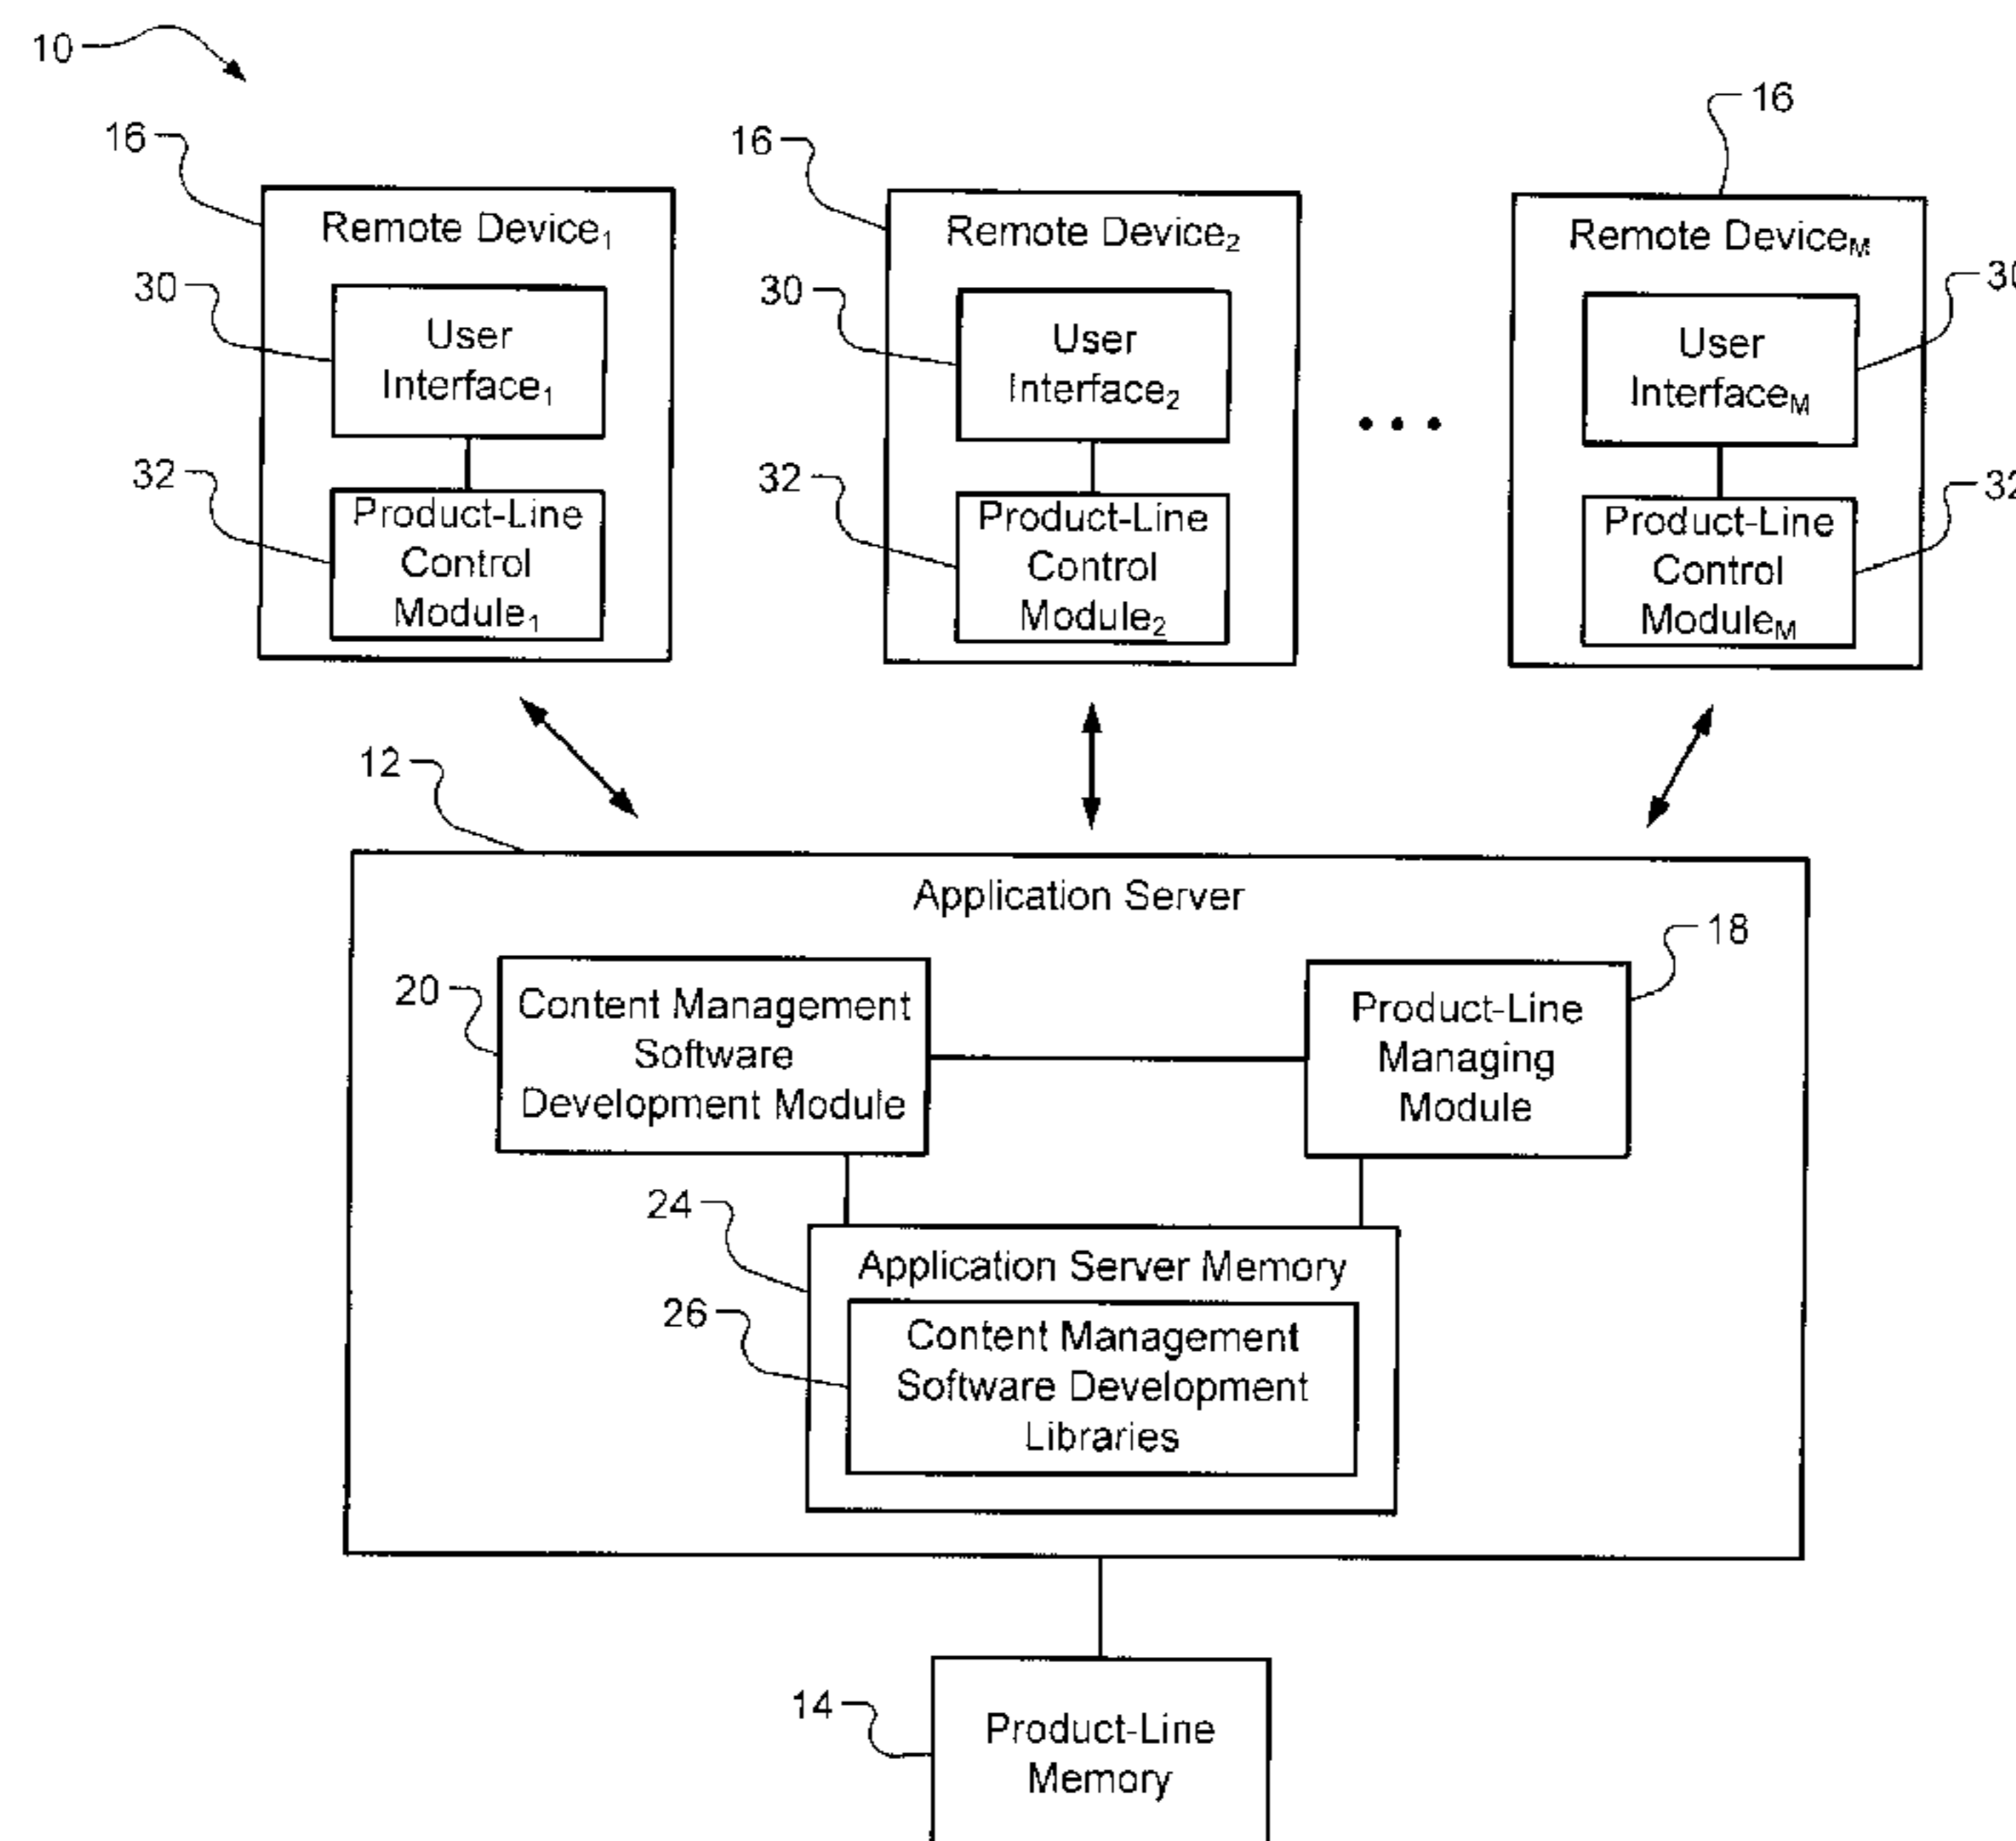 10
16
16
16
Remote Device1
Remote Device2
Remote DeviceM
30
30
30
User
Interface1
User
Interface2
User
InterfaceM
32
32
32
Product-Line
Control
Module1
Product-Line
Control
Module2
Product-Line
Control
ModuleM
12
Application Server
18
20
Content Management
Software
Development Module
Product-Line
Managing
Module
24
Application Server Memory
26
Content Management
Software Development
Libraries
14
Product-Line
Memory